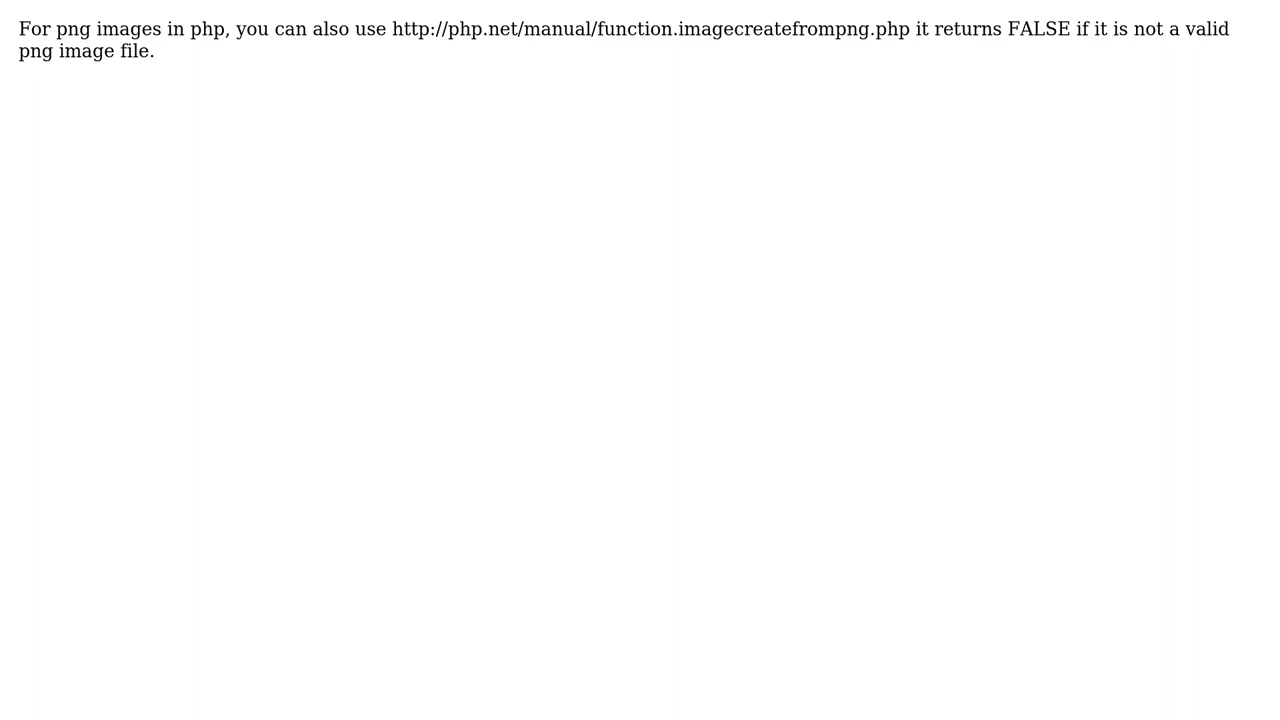 For png images in php, you can also use http://php.net/manual/function.imagecreatefrompng.php it returns FALSE if it is not a valid
png image file.